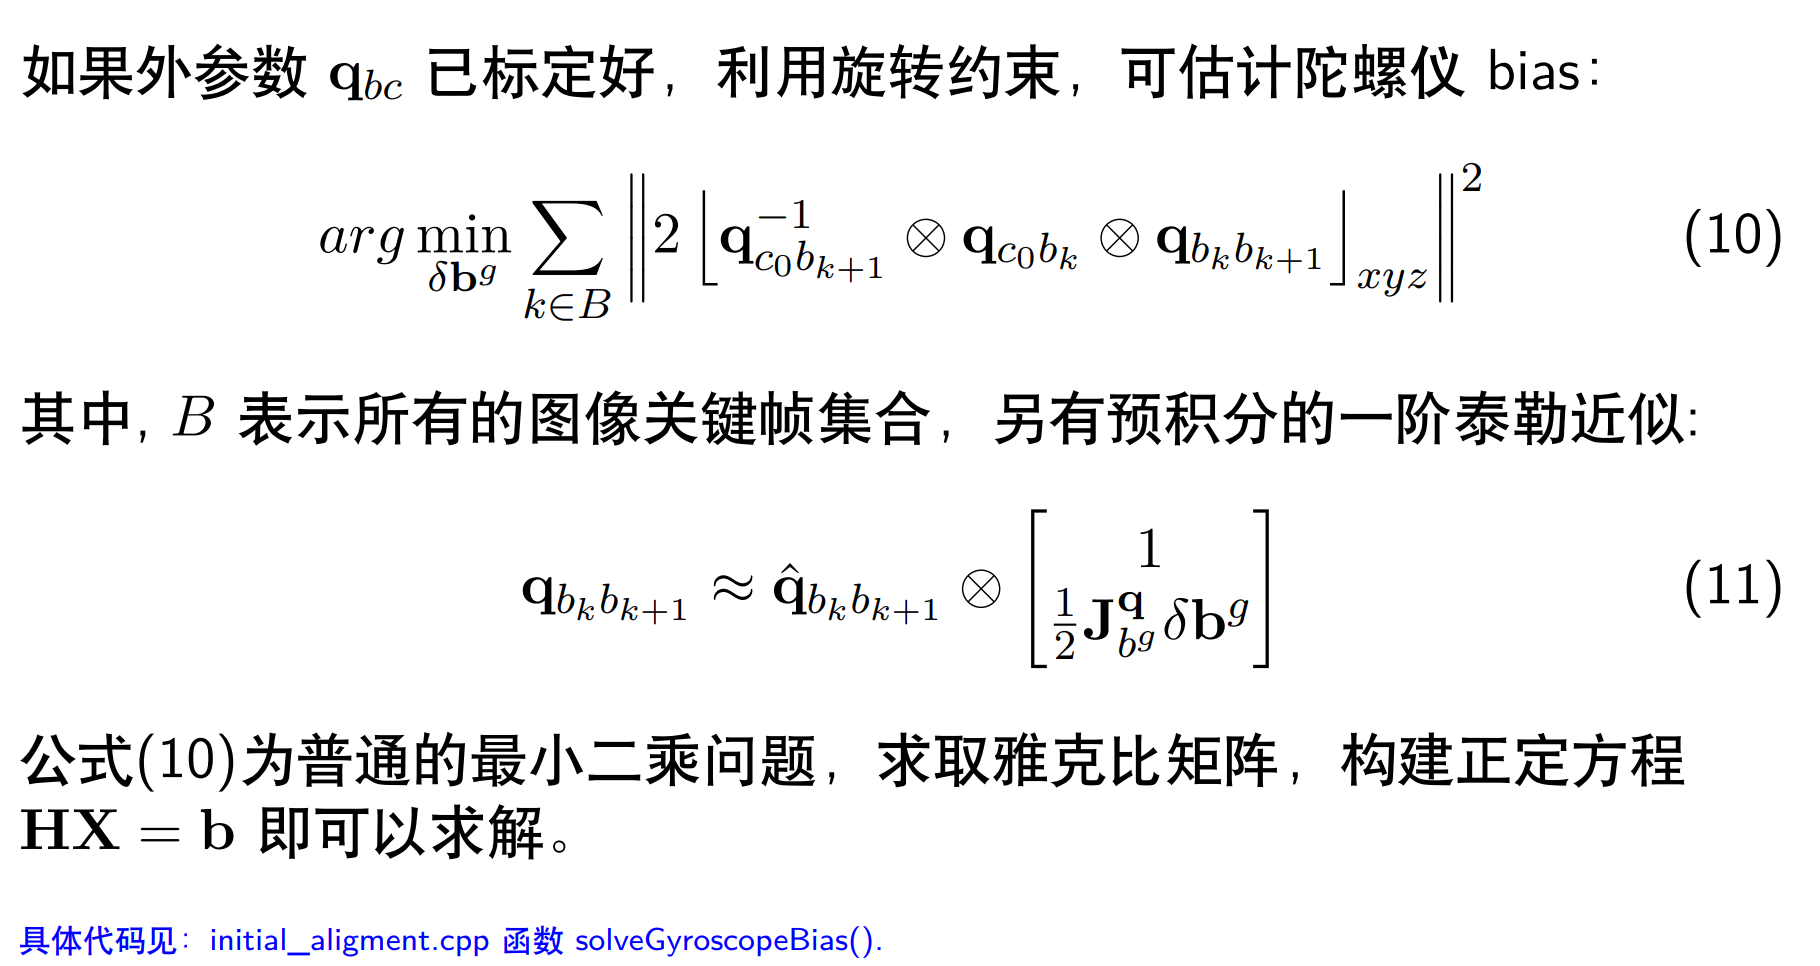 如果外参数 $\mathbf{q}_{bc}$ 已标定好，利用旋转约束，可估计陀螺仪 bias：
$$arg \min_{\delta \mathbf{b}^g} \sum_{k \in B} \left\| 2 \left\lfloor \mathbf{q}_{c_0 b_{k+1}}^{-1} \otimes \mathbf{q}_{c_0 b_k} \otimes \mathbf{q}_{b_k b_{k+1}} \right\rfloor_{xyz} \right\|^2 \quad (10)$$
其中, $B$ 表示所有的图像关键帧集合，另有预积分的一阶泰勒近似:
$$\mathbf{q}_{b_k b_{k+1}} \approx \hat{\mathbf{q}}_{b_k b_{k+1}} \otimes \begin{bmatrix} 1 \\ \frac{1}{2} \mathbf{J}_{b^g}^{\mathbf{q}} \delta \mathbf{b}^g \end{bmatrix} \quad (11)$$
公式(10)为普通的最小二乘问题，求取雅克比矩阵，构建正定方程
$\mathbf{HX} = \mathbf{b}$ 即可以求解。
具体代码见：initial_aligment.cpp 函数 solveGyroscopeBias().